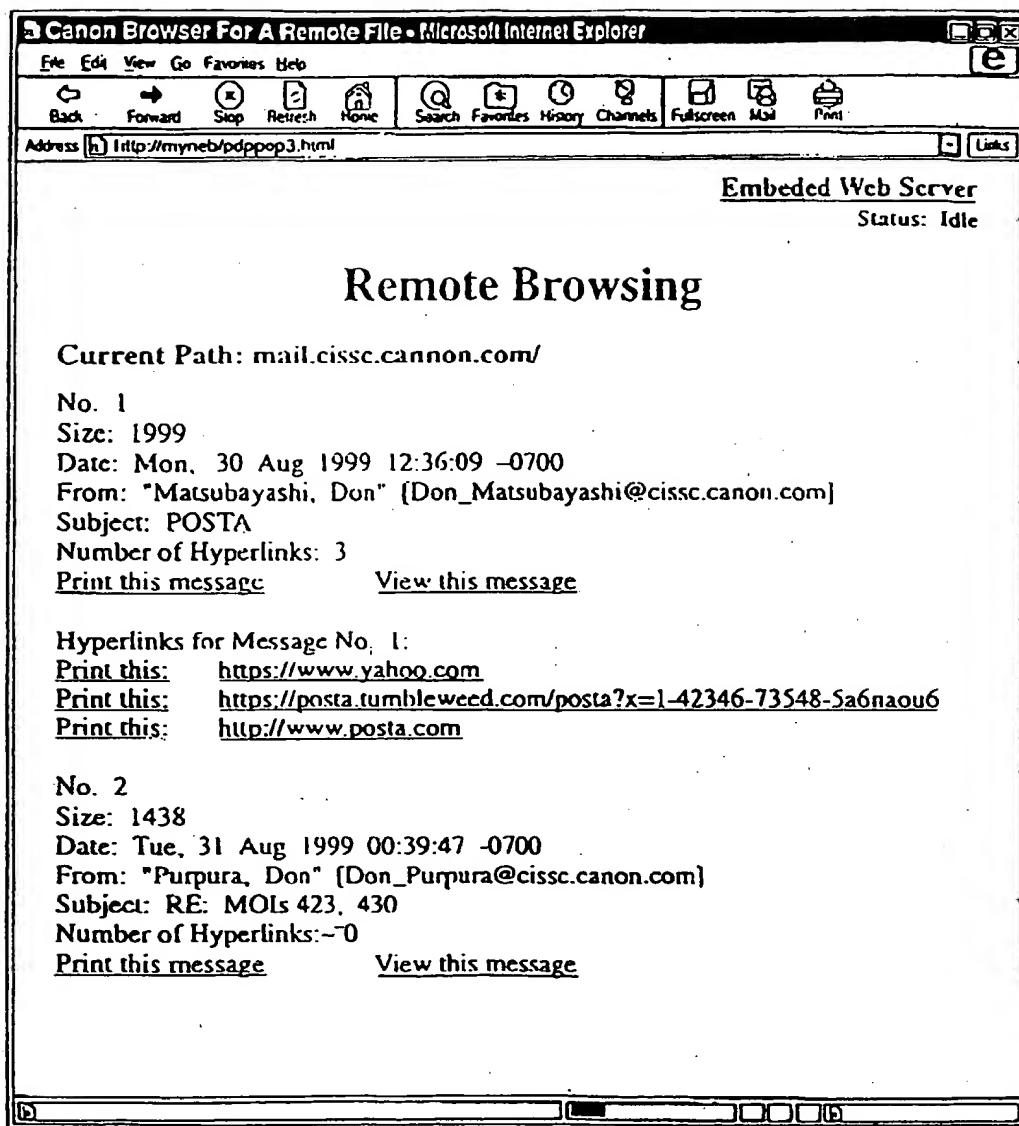 Canon Browser For A Remote File • Microsoft Internet Explorer
File Edit View Go Favorites Help
Back Forward Stop Refresh Home Search Favorites History Channels Fullscreen Mail Print
Address http://myneb/pdppop3.html Links
Embeded Web Server
Status: Idle
Remote Browsing
Current Path: mail.cissc.cannon.com/
No. 1
Size: 1999
Date: Mon, 30 Aug 1999 12:36:09 -0700
From: "Matsubayashi, Don" [Don_Matsubayashi@cissc.canon.com]
Subject: POSTA
Number of Hyperlinks: 3
Print this message View this message
Hyperlinks for Message No. 1:
Print this: https://www.yahoo.com
Print this: https://posta.tumbleweed.com/posta?x=1-42346-73548-5a6naou6
Print this: http://www.posta.com
No. 2
Size: 1438
Date: Tue, 31 Aug 1999 00:39:47 -0700
From: "Purpura, Don" [Don_Purpura@cissc.canon.com]
Subject: RE: MOIs 423, 430
Number of Hyperlinks: 0
Print this message View this message